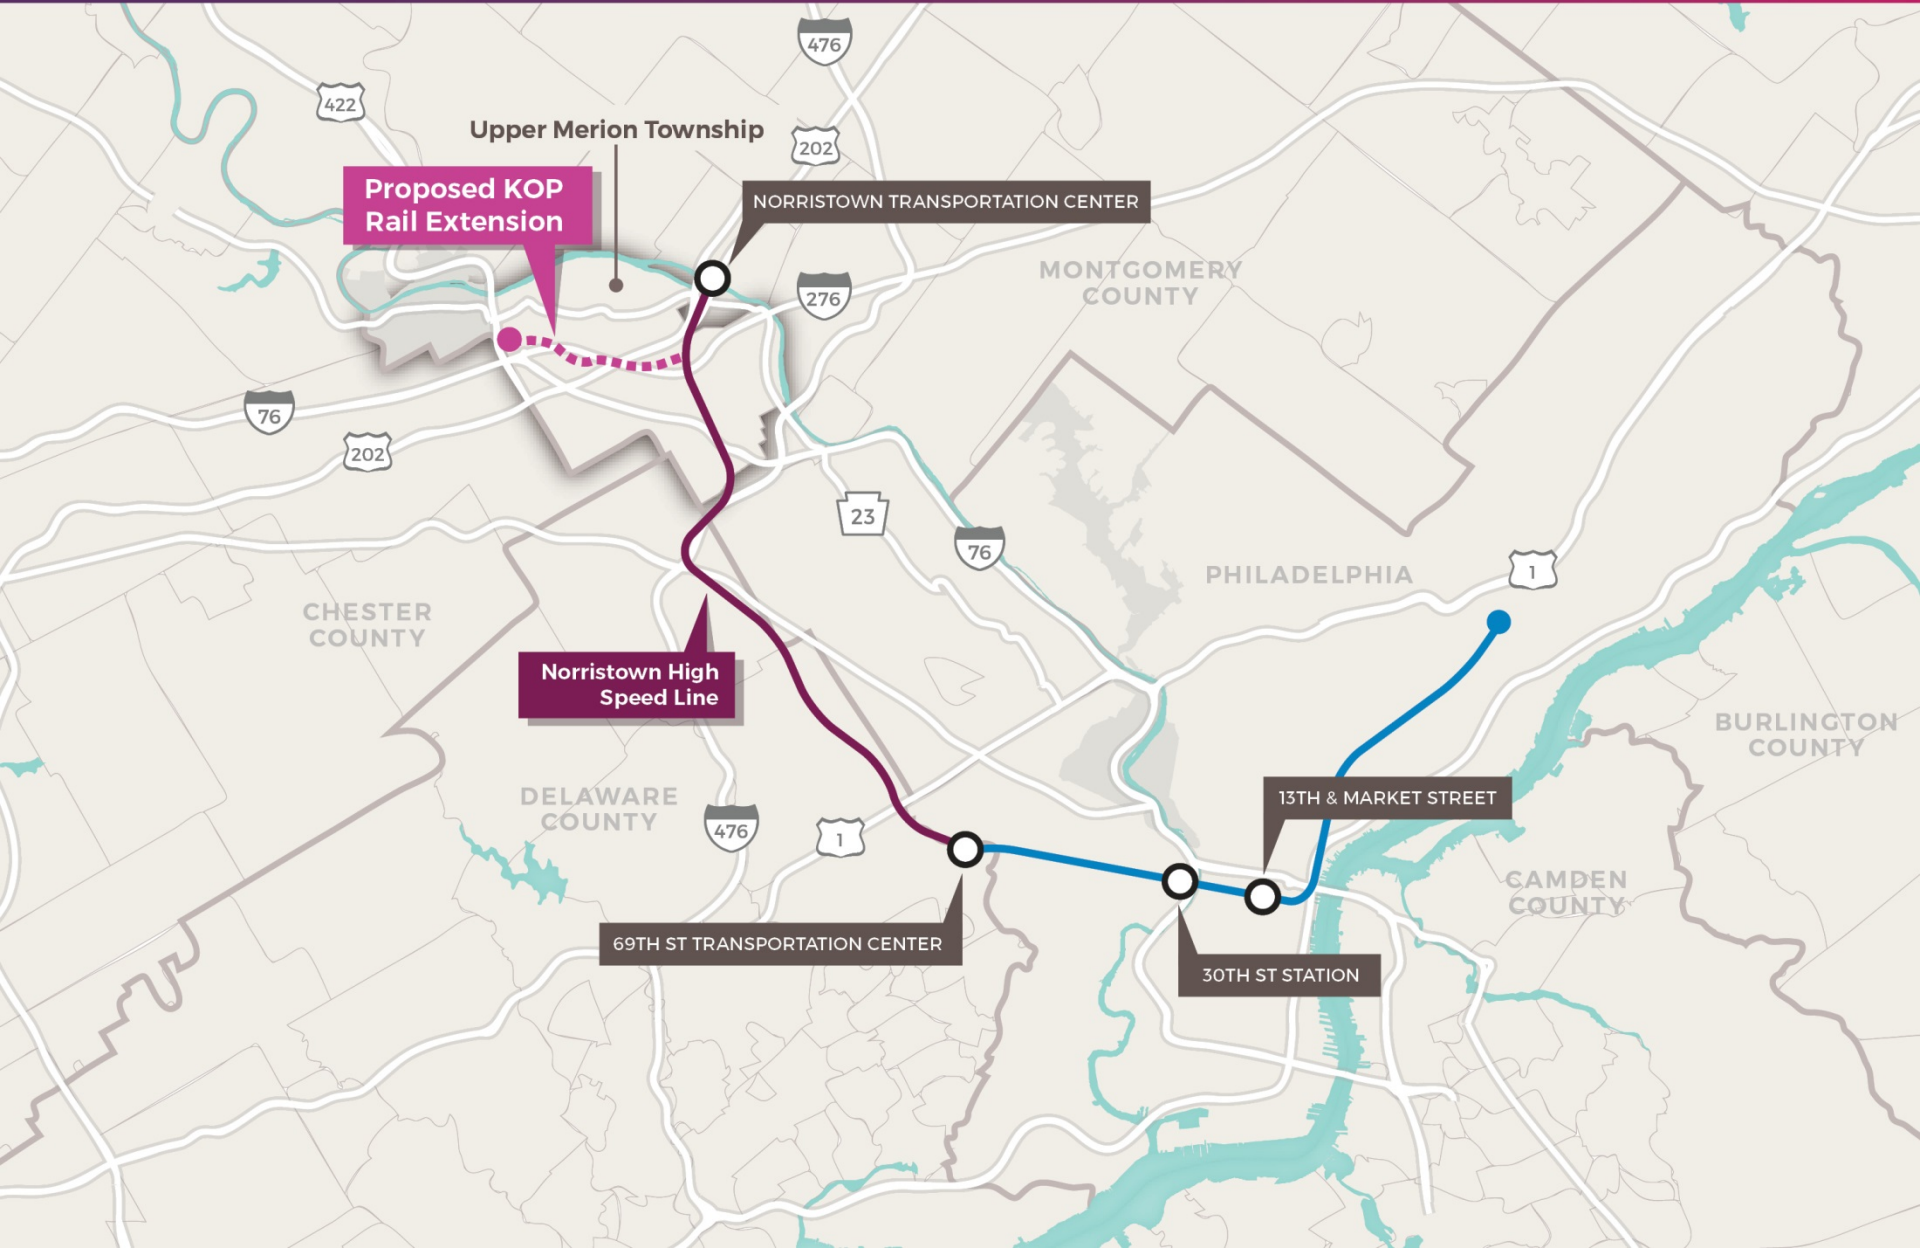 476
422
Upper Merion Township
202
Proposed KOP
Rail Extension
NORRISTOWN TRANSPORTATION CENTER
MONTGOMERY
COUNTY
276
76
202
23
76
PHILADELPHIA
1
CHESTER
COUNTY
Norristown High
Speed Line
BURLINGTON
COUNTY
DELAWARE
COUNTY
13TH & MARKET STREET
476
1
CAMDEN
COUNTY
69TH ST TRANSPORTATION CENTER
30TH ST STATION